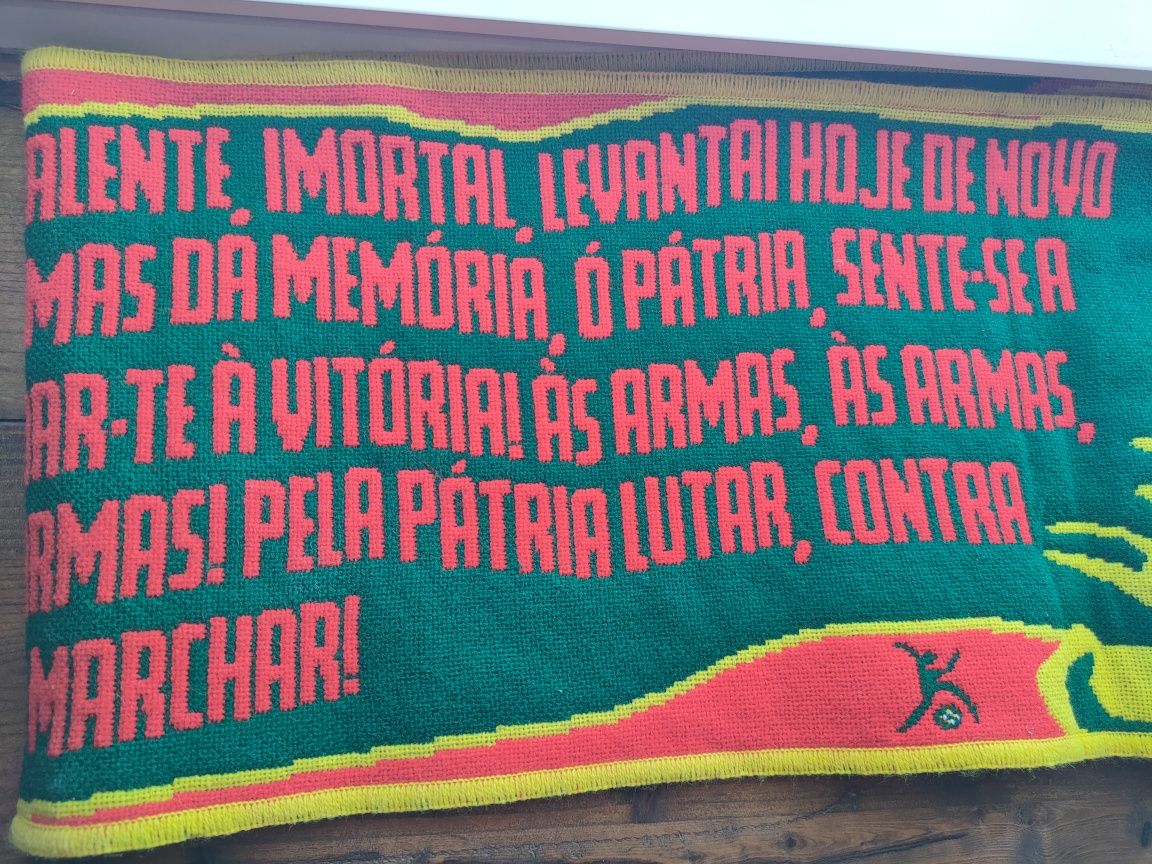 ALENTE, IMORTAL, LEVANTAI HOJE DE NOVO
MAS DA MEMÓRIA, Ó PÁTRIA, SENTE-SE A
AR-TE À VITÓRIA! ÀS ARMAS, ÀS ARMAS,
RMAS! PELA PÁTRIA LUTAR, CONTRA
MARCHAR!